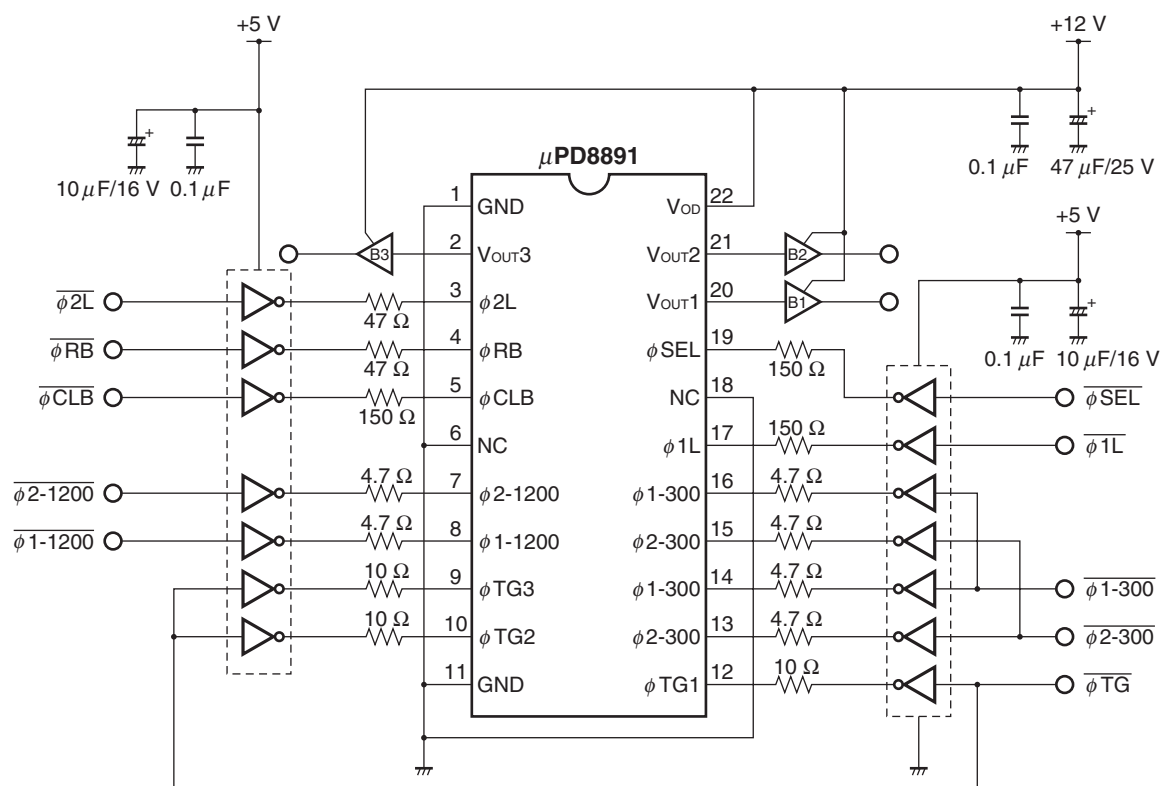 +5 V
+12 V
10 μF/16 V
0.1 μF
0.1 μF
47 μF/25 V
μPD8891
+5 V
0.1 μF
10 μF/16 V
1
GND
2
VOUT3
B3
3
φ2L
47 Ω
φ2L
4
φRB
47 Ω
φRB
5
φCLB
150 Ω
φCLB
6
NC
7
φ2-1200
4.7 Ω
φ2-1200
8
φ1-1200
4.7 Ω
φ1-1200
9
φTG3
10 Ω
10
φTG2
10 Ω
11
GND
VOD
22
VOUT2
21
B2
VOUT1
20
B1
φSEL
19
150 Ω
φSEL
NC
18
φ1L
17
150 Ω
φ1L
φ1-300
16
4.7 Ω
φ2-300
15
4.7 Ω
φ1-300
14
4.7 Ω
φ1-300
φ2-300
13
4.7 Ω
φ2-300
φTG1
12
10 Ω
φTG